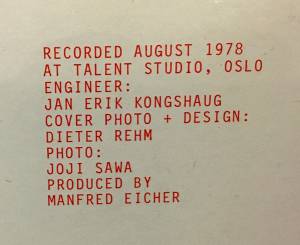 RECORDED AUGUST 1978
AT TALENT STUDIO, OSLO
ENGINEER:
JAN ERIK KONGSHAUG
COVER PHOTO + DESIGN:
DIETER REHM
PHOTO:
JOJI SAWA
PRODUCED BY
MANFRED EICHER